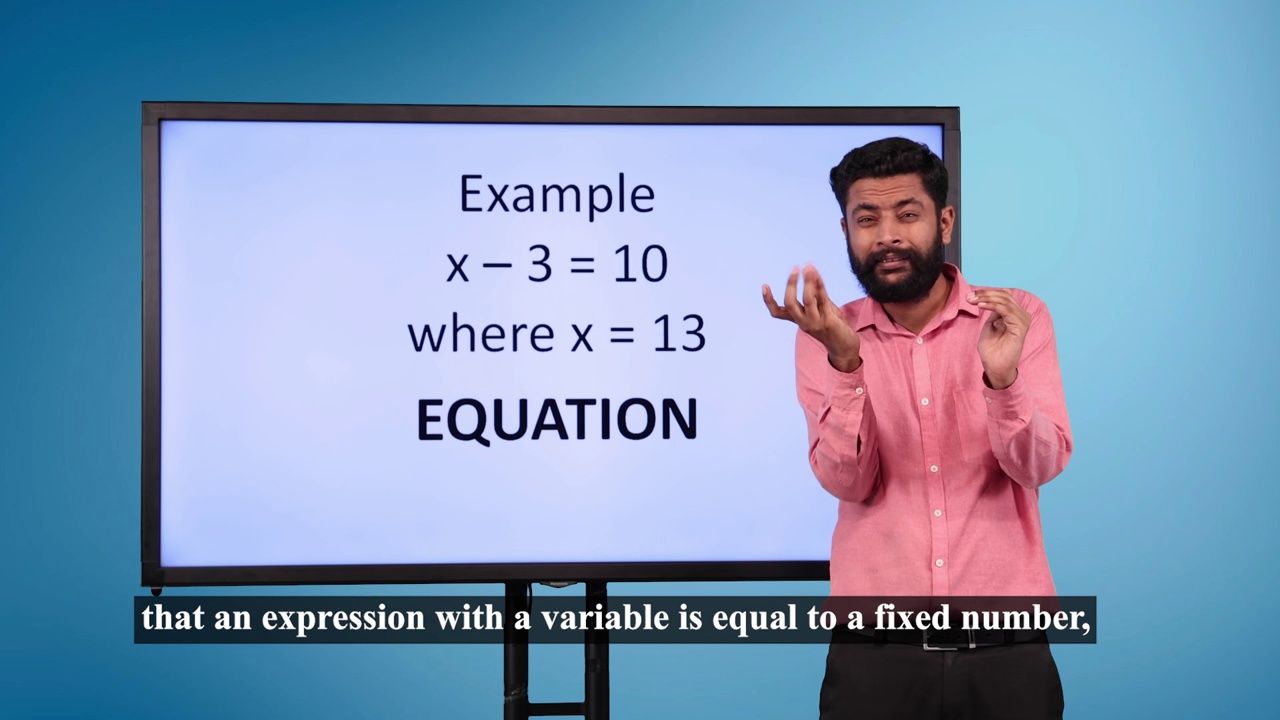 Example
x – 3 = 10
where x = 13
EQUATION
that an expression with a variable is equal to a fixed number,